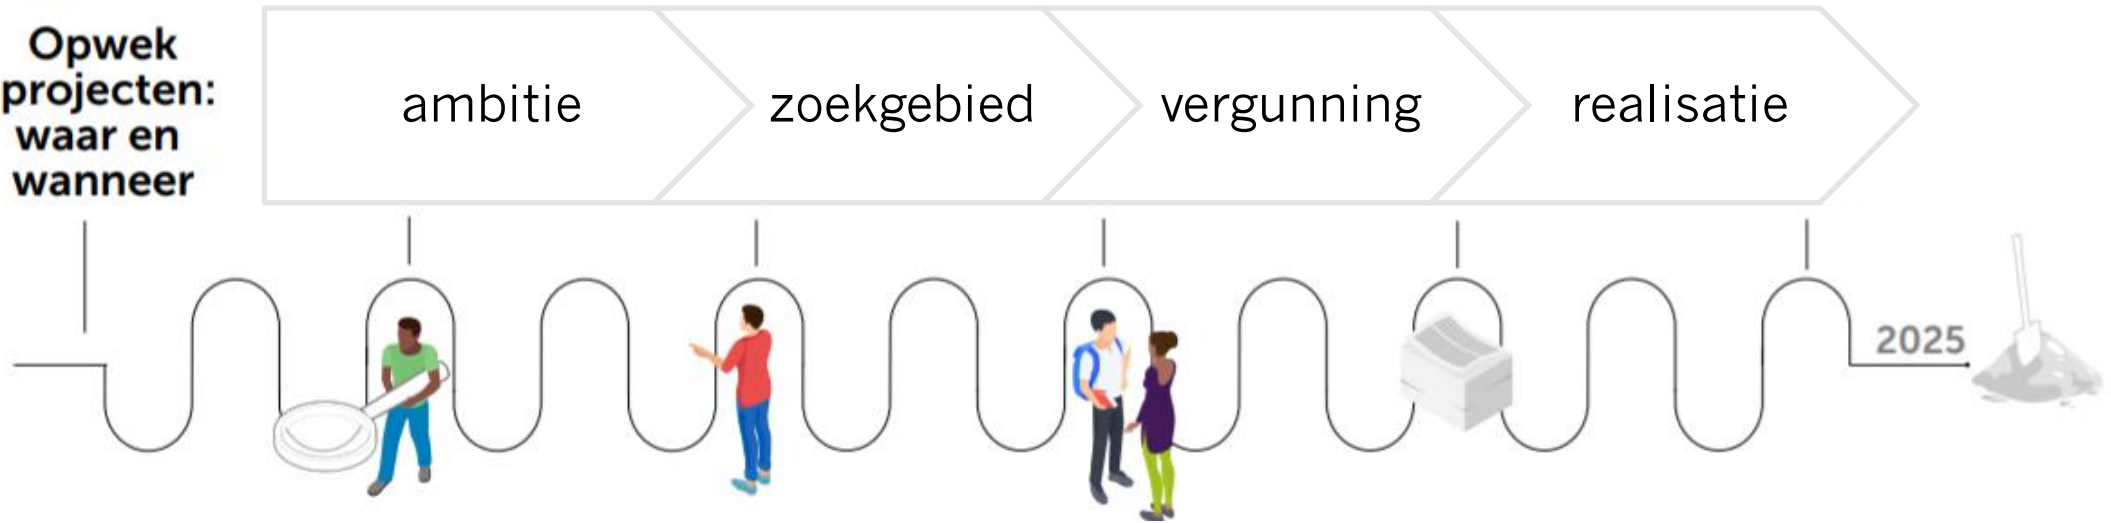 Opwek
projecten:
waar en
wanneer
ambitie
zoekgebied
vergunning
realisatie
2025